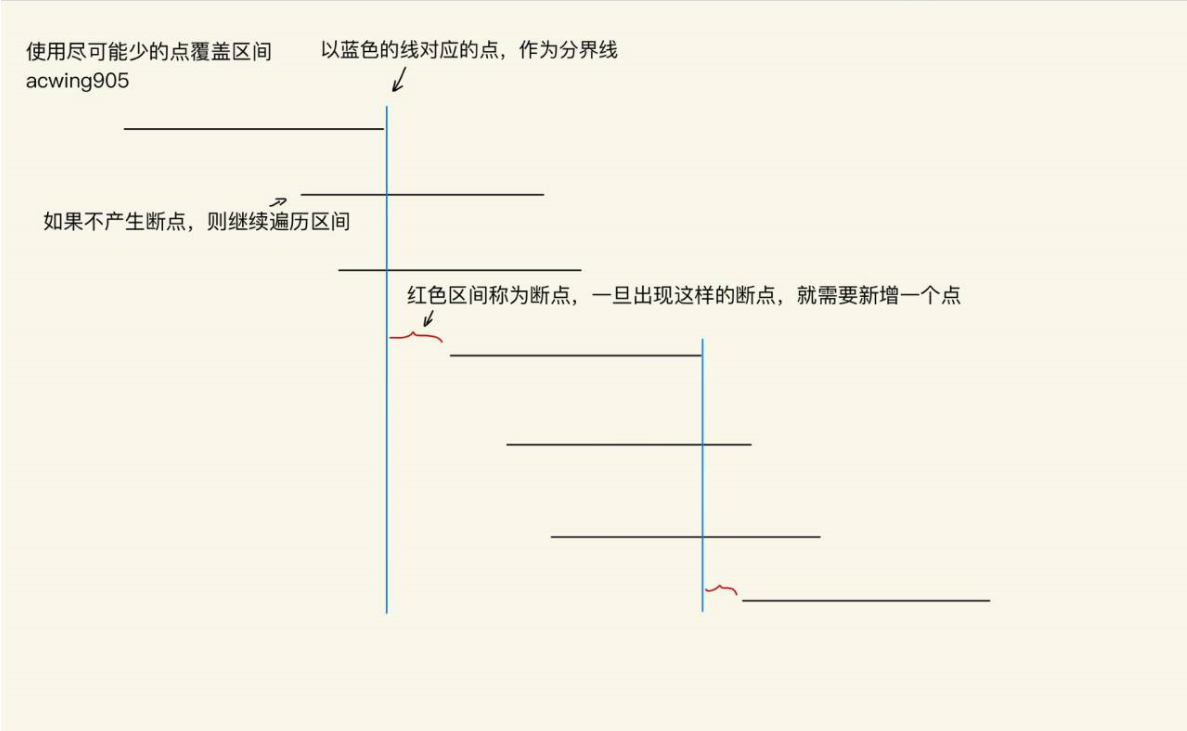 使用尽可能少的点覆盖区间
acwing905
以蓝色的线对应的点，作为分界线
如果不产生断点，则继续遍历区间
红色区间称为断点，一旦出现这样的断点，就需要新增一个点